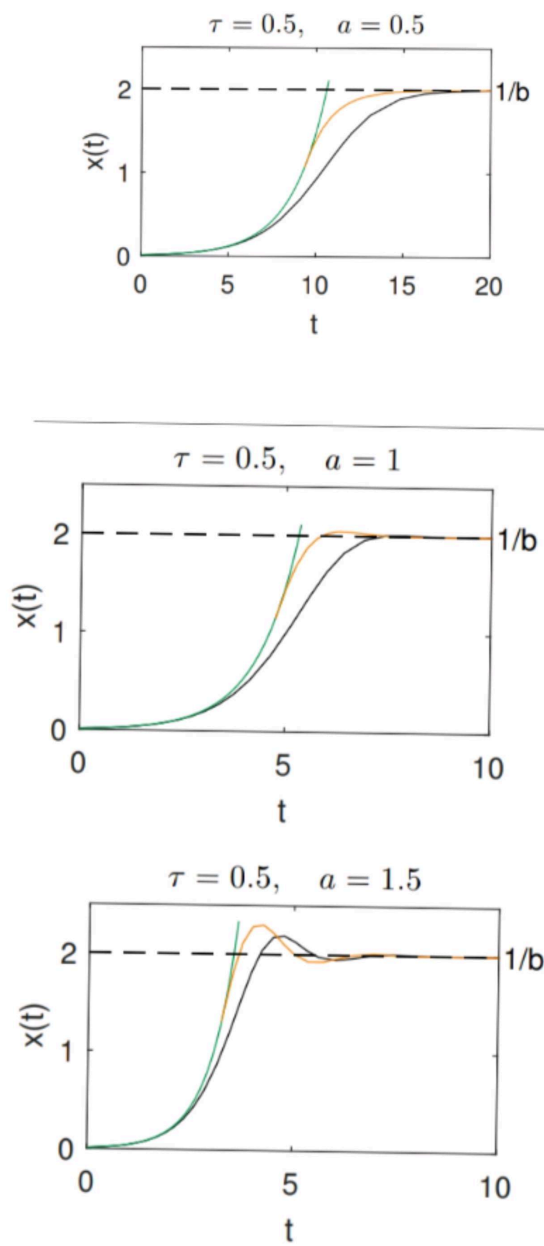 τ = 0.5, a = 0.5
2
1
0
x(t)
1/b
0 5 10 15 20
t
τ = 0.5, a = 1
2
1
0
x(t)
1/b
0 5 10
t
τ = 0.5, a = 1.5
2
1
0
x(t)
1/b
0 5 10
t